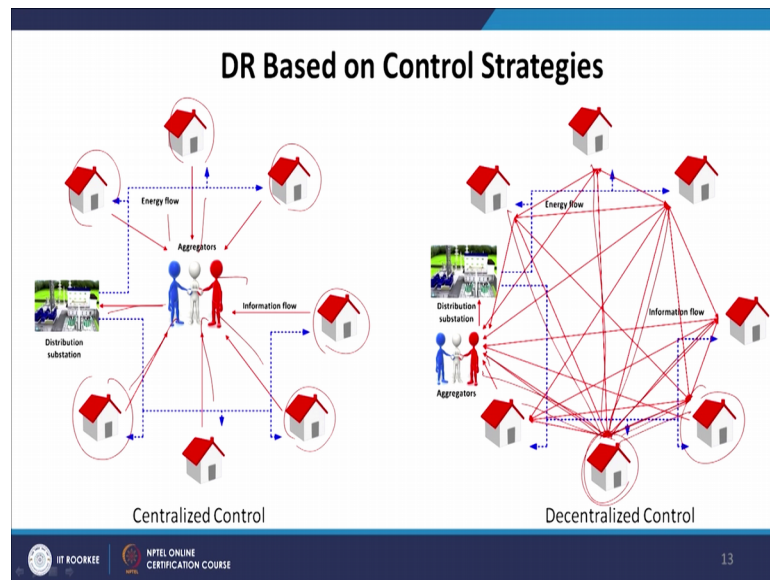 DR Based on Control Strategies
Energy flow
Aggregators
Information flow
Distribution
substation
Centralized Control
Energy flow
Information flow
Distribution
substation
Aggregators
Decentralized Control
IIT ROORKEE
NPTEL ONLINE
CERTIFICATION COURSE
13